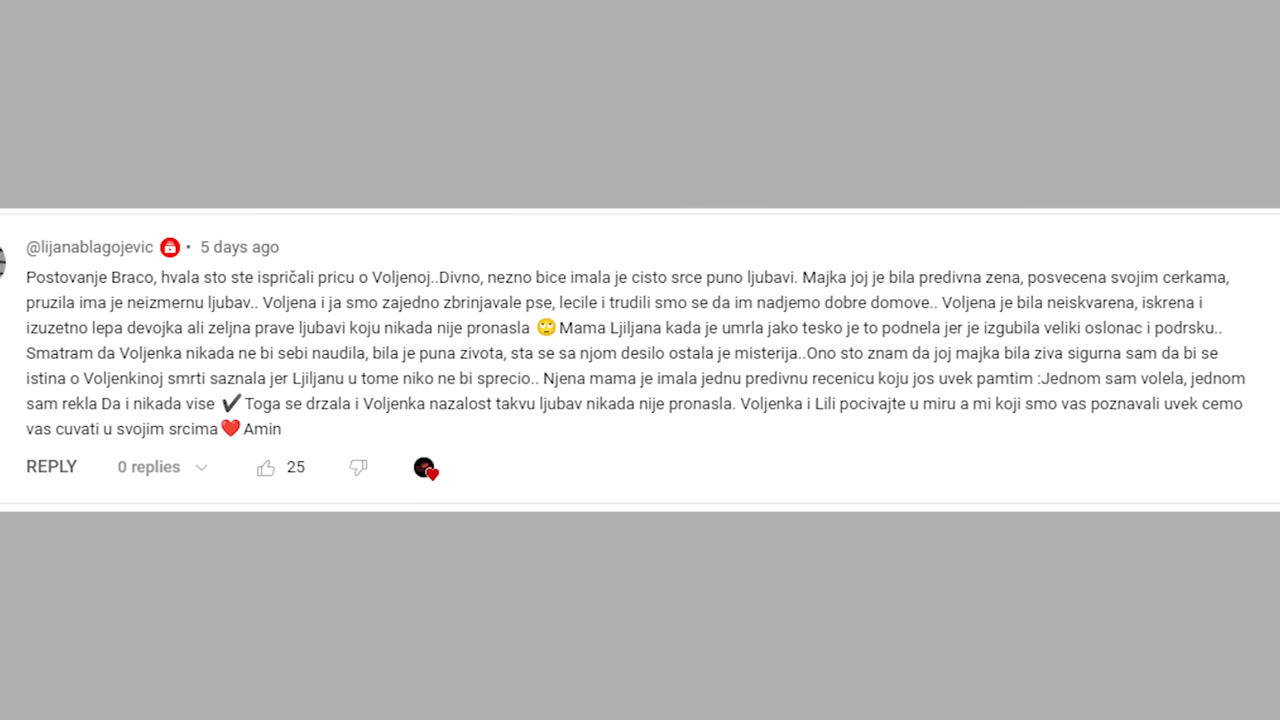 @lijanablagojevic • 5 days ago
Postovanje Braco, hvala sto ste ispričali pricu o Voljenoj..Divno, nezno bice imala je cisto srce puno ljubavi. Majka joj je bila predivna zena, posvecena svojim cerkama,
pruzila ima je neizmernu ljubav.. Voljena i ja smo zajedno zbrinjavale pse, lecile i trudili smo se da im nadjemo dobre domove.. Voljena je bila neiskvarena, iskrena i
izuzetno lepa devojka ali zeljna prave ljubavi koju nikada nije pronasla 🙄 Mama Ljiljana kada je umrla jako tesko je to podnela jer je izgubila veliki oslonac i podrsku..
Smatram da Voljenka nikada ne bi sebi naudila, bila je puna zivota, sta se sa njom desilo ostala je misterija..Ono sto znam da joj majka bila ziva sigurna sam da bi se
istina o Voljenkinoj smrti saznala jer Ljiljanu u tome niko ne bi sprecio.. Njena mama je imala jednu predivnu recenicu koju jos uvek pamtim :Jednom sam volela, jednom
sam rekla Da i nikada vise ✔️ Toga se drzala i Voljenka nazalost takvu ljubav nikada nije pronasla. Voljenka i Lili pocivajte u miru a mi koji smo vas poznavali uvek cemo
vas cuvati u svojim srcima ❤️ Amin
REPLY 0 replies 25